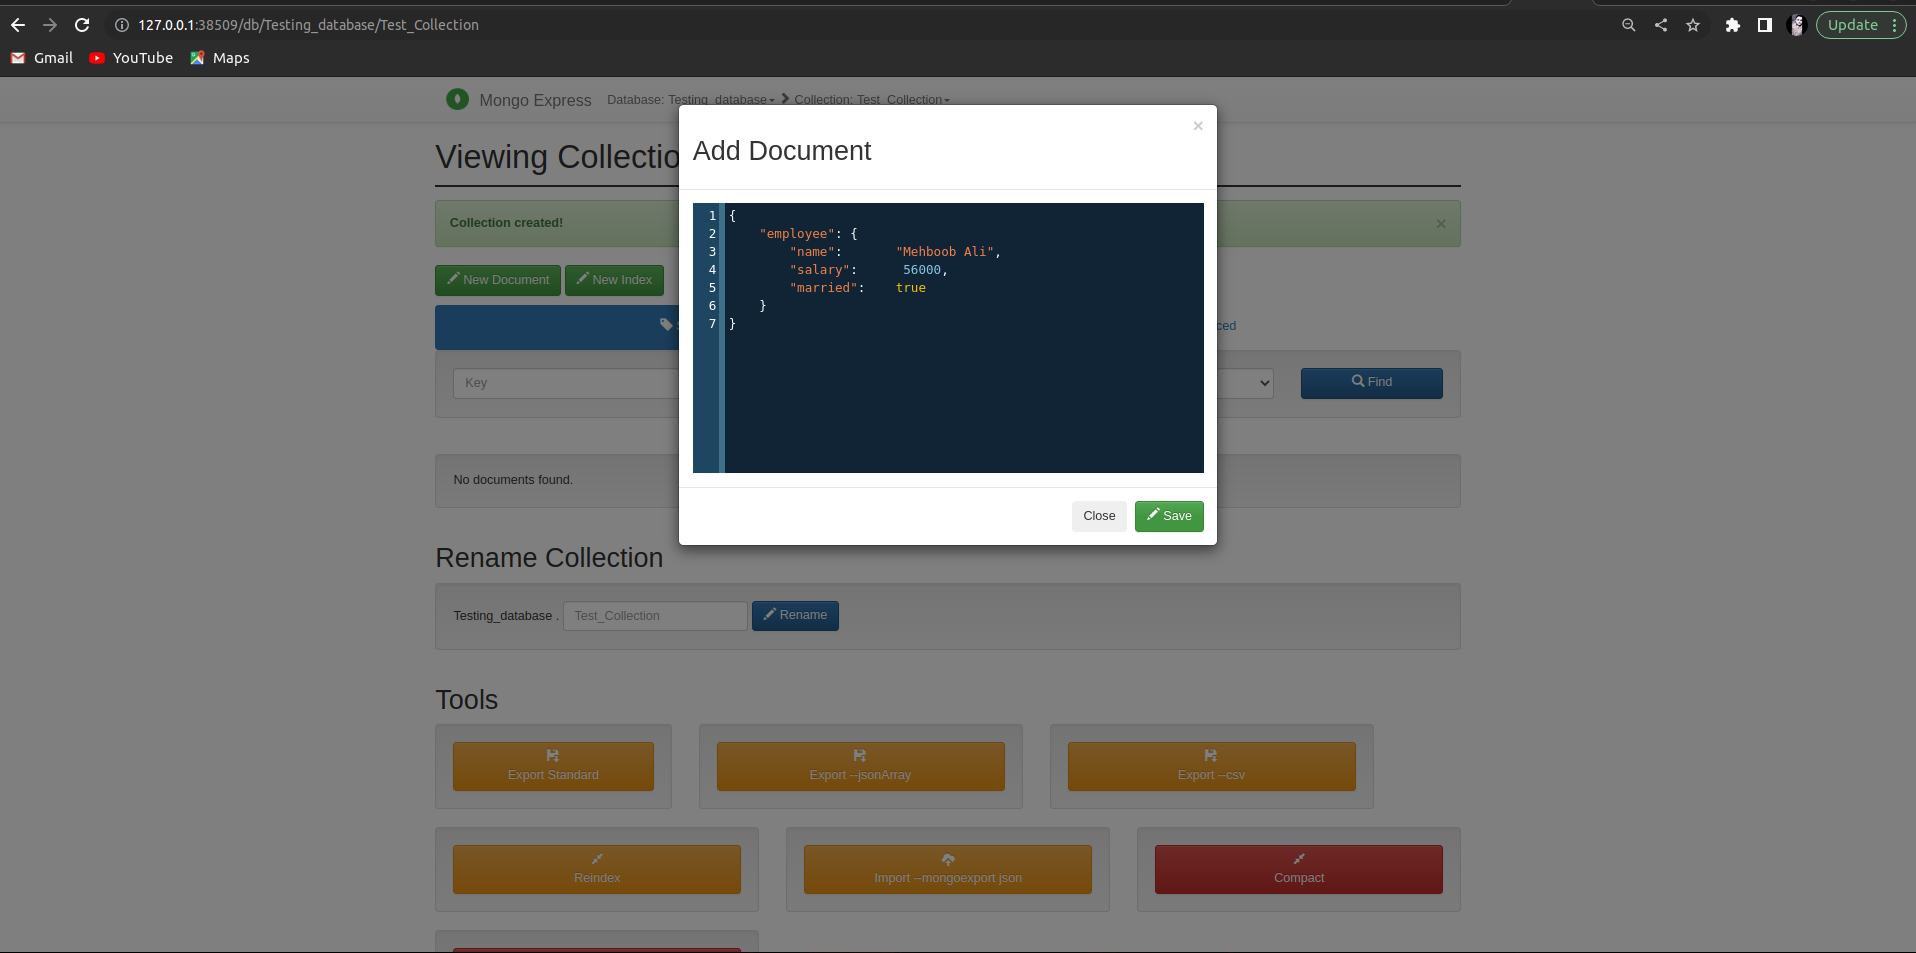 127.0.0.1:38509/db/Testing_database/Test_Collection
Update
Gmail YouTube Maps
Mongo Express Database: Testing_database Collection: Test_Collection
Viewing Collectio
Collection created!
×
New Document New Index
ced
Key
Find
No documents found.
×
Add Document
1 {
2 "employee": {
3 "name": "Mehboob Ali",
4 "salary": 56000,
5 "married": true
6 }
7 }
Close Save
Rename Collection
Testing_database . Test_Collection Rename
Tools
Export Standard Export --jsonArray Export --csv
Reindex Import --mongoexport json Compact